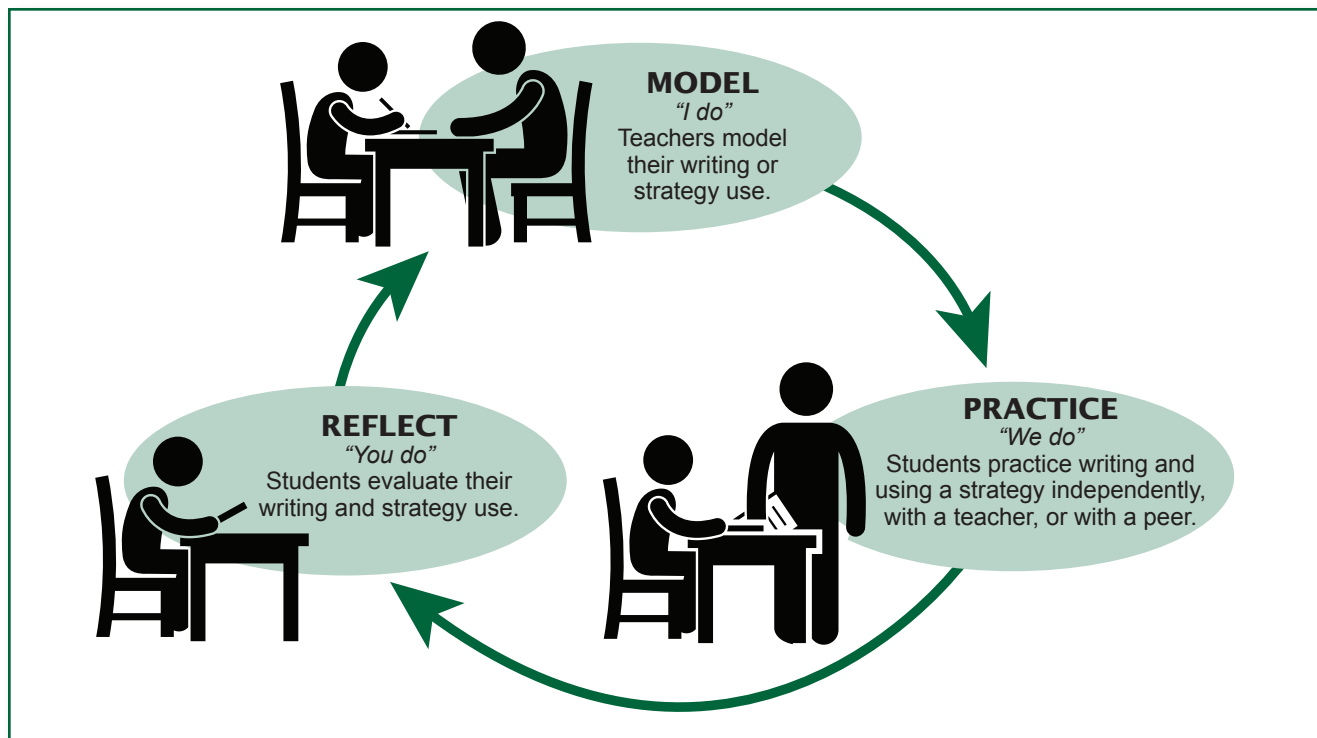 MODEL
“I do”
Teachers model
their writing or
strategy use.
PRACTICE
“We do”
Students practice writing and
using a strategy independently,
with a teacher, or with a peer.
REFLECT
“You do”
Students evaluate their
writing and strategy use.